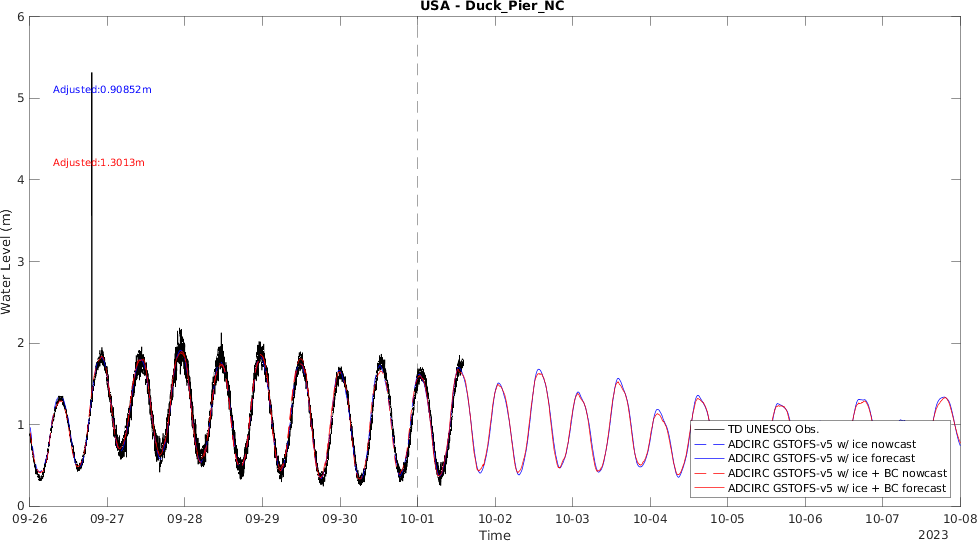 USA - Duck_Pier_NC
6
5
4
3
2
1
0
Water Level (m)
Adjusted:0.90852m
Adjusted:1.3013m
TD UNESCO Obs.
ADCIRC GSTOFS-v5 w/ ice nowcast
ADCIRC GSTOFS-v5 w/ ice forecast
ADCIRC GSTOFS-v5 w/ ice + BC nowcast
ADCIRC GSTOFS-v5 w/ ice + BC forecast
09-26 09-27 09-28 09-29 09-30 10-01 10-02 10-03 10-04 10-05 10-06 10-07 10-08
Time
2023